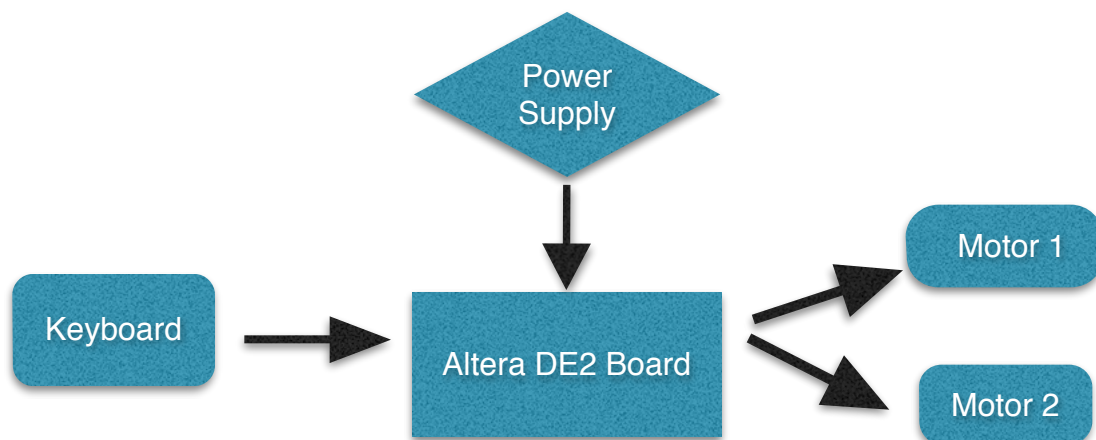 Power
Supply
Motor 1
Keyboard
Altera DE2 Board
Motor 2